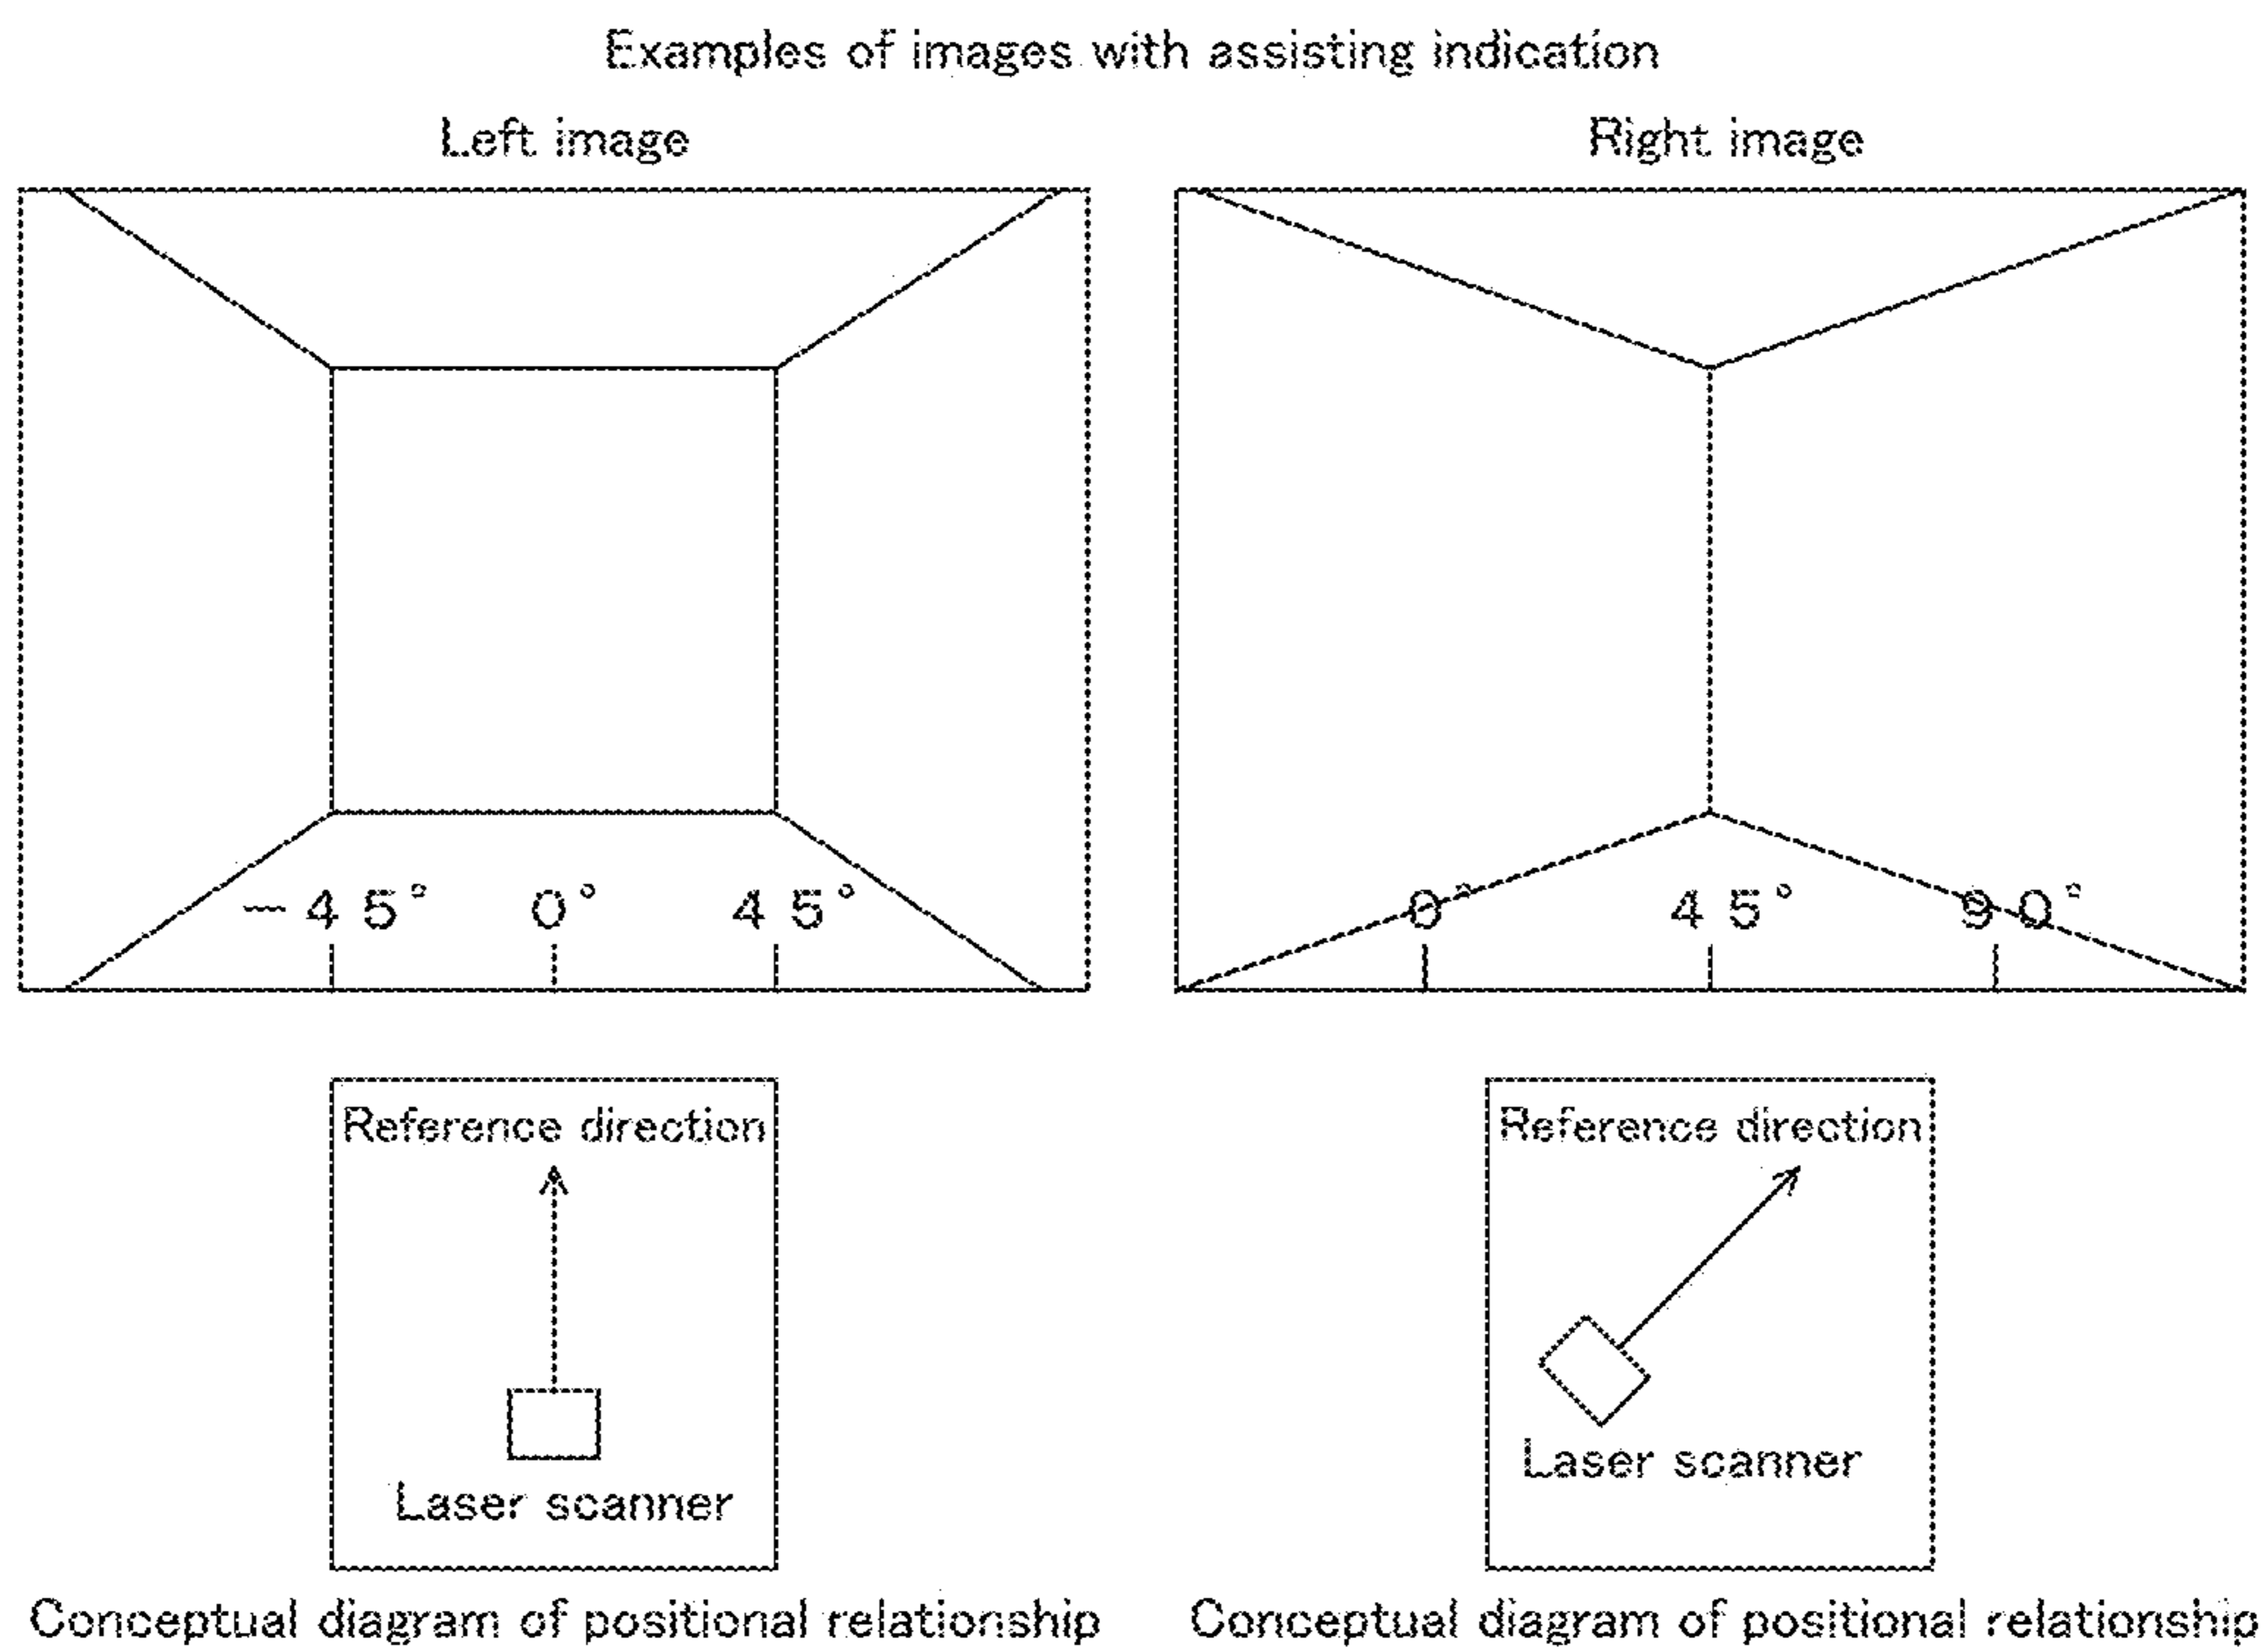 Examples of images with assisting indication
Left image
Right image
－45° 0° 45°
0° 45° 90°
Reference direction
Laser scanner
Conceptual diagram of positional relationship
Reference direction
Laser scanner
Conceptual diagram of positional relationship